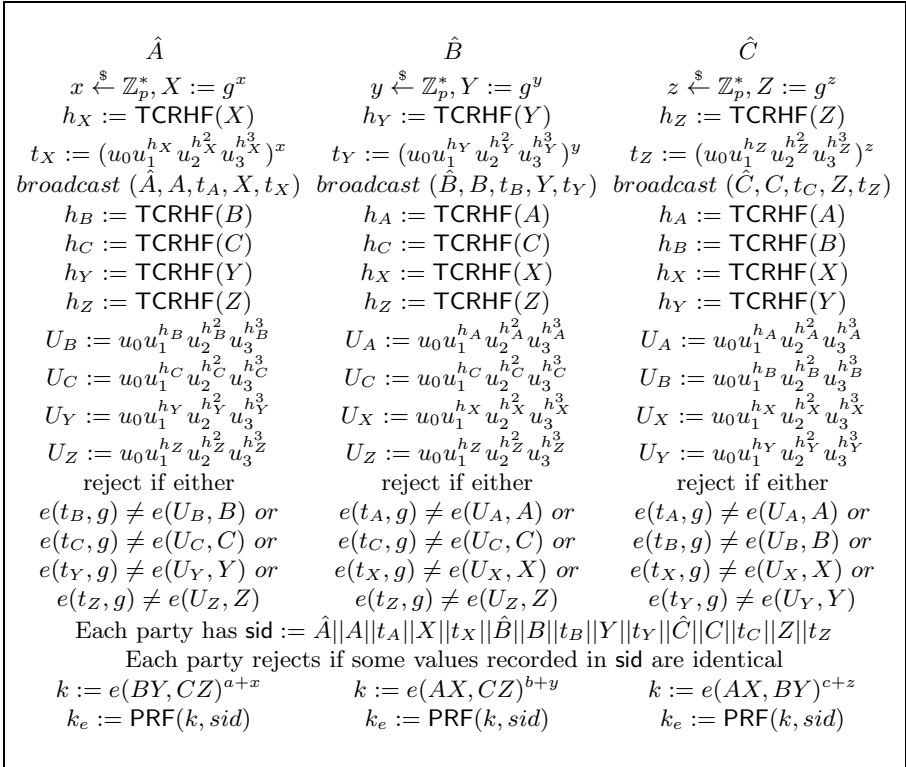 Â B̂ Ĉ
x ←$ ℤ_p^*, X := g^x y ←$ ℤ_p^*, Y := g^y z ←$ ℤ_p^*, Z := g^z
h_X := TCRHF(X) h_Y := TCRHF(Y) h_Z := TCRHF(Z)
t_X := (u_0 u_1^{h_X} u_2^{h_X^2} u_3^{h_X^3})^x t_Y := (u_0 u_1^{h_Y} u_2^{h_Y^2} u_3^{h_Y^3})^y t_Z := (u_0 u_1^{h_Z} u_2^{h_Z^2} u_3^{h_Z^3})^z
broadcast (Â, A, t_A, X, t_X) broadcast (B̂, B, t_B, Y, t_Y) broadcast (Ĉ, C, t_C, Z, t_Z)
h_B := TCRHF(B) h_A := TCRHF(A) h_A := TCRHF(A)
h_C := TCRHF(C) h_C := TCRHF(C) h_B := TCRHF(B)
h_Y := TCRHF(Y) h_X := TCRHF(X) h_X := TCRHF(X)
h_Z := TCRHF(Z) h_Z := TCRHF(Z) h_Y := TCRHF(Y)
U_B := u_0 u_1^{h_B} u_2^{h_B^2} u_3^{h_B^3} U_A := u_0 u_1^{h_A} u_2^{h_A^2} u_3^{h_A^3} U_A := u_0 u_1^{h_A} u_2^{h_A^2} u_3^{h_A^3}
U_C := u_0 u_1^{h_C} u_2^{h_C^2} u_3^{h_C^3} U_C := u_0 u_1^{h_C} u_2^{h_C^2} u_3^{h_C^3} U_B := u_0 u_1^{h_B} u_2^{h_B^2} u_3^{h_B^3}
U_Y := u_0 u_1^{h_Y} u_2^{h_Y^2} u_3^{h_Y^3} U_X := u_0 u_1^{h_X} u_2^{h_X^2} u_3^{h_X^3} U_X := u_0 u_1^{h_X} u_2^{h_X^2} u_3^{h_X^3}
U_Z := u_0 u_1^{h_Z} u_2^{h_Z^2} u_3^{h_Z^3} U_Z := u_0 u_1^{h_Z} u_2^{h_Z^2} u_3^{h_Z^3} U_Y := u_0 u_1^{h_Y} u_2^{h_Y^2} u_3^{h_Y^3}
reject if either reject if either reject if either
e(t_B, g) ≠ e(U_B, B) or e(t_A, g) ≠ e(U_A, A) or e(t_A, g) ≠ e(U_A, A) or
e(t_C, g) ≠ e(U_C, C) or e(t_C, g) ≠ e(U_C, C) or e(t_B, g) ≠ e(U_B, B) or
e(t_Y, g) ≠ e(U_Y, Y) or e(t_X, g) ≠ e(U_X, X) or e(t_X, g) ≠ e(U_X, X) or
e(t_Z, g) ≠ e(U_Z, Z) e(t_Z, g) ≠ e(U_Z, Z) e(t_Y, g) ≠ e(U_Y, Y)
Each party has sid := Â||A||t_A||X||t_X||B̂||B||t_B||Y||t_Y||Ĉ||C||t_C||Z||t_Z
Each party rejects if some values recorded in sid are identical
k := e(BY, CZ)^{a+x} k := e(AX, CZ)^{b+y} k := e(AX, BY)^{c+z}
k_e := PRF(k, sid) k_e := PRF(k, sid) k_e := PRF(k, sid)